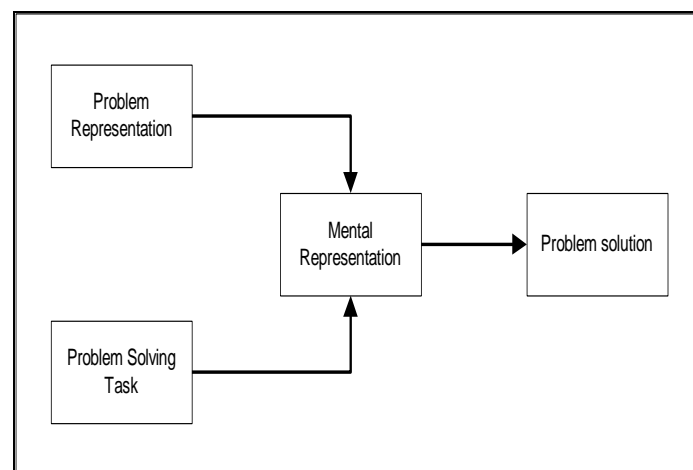 Problem
Representation
Mental
Representation
Problem solution
Problem Solving
Task